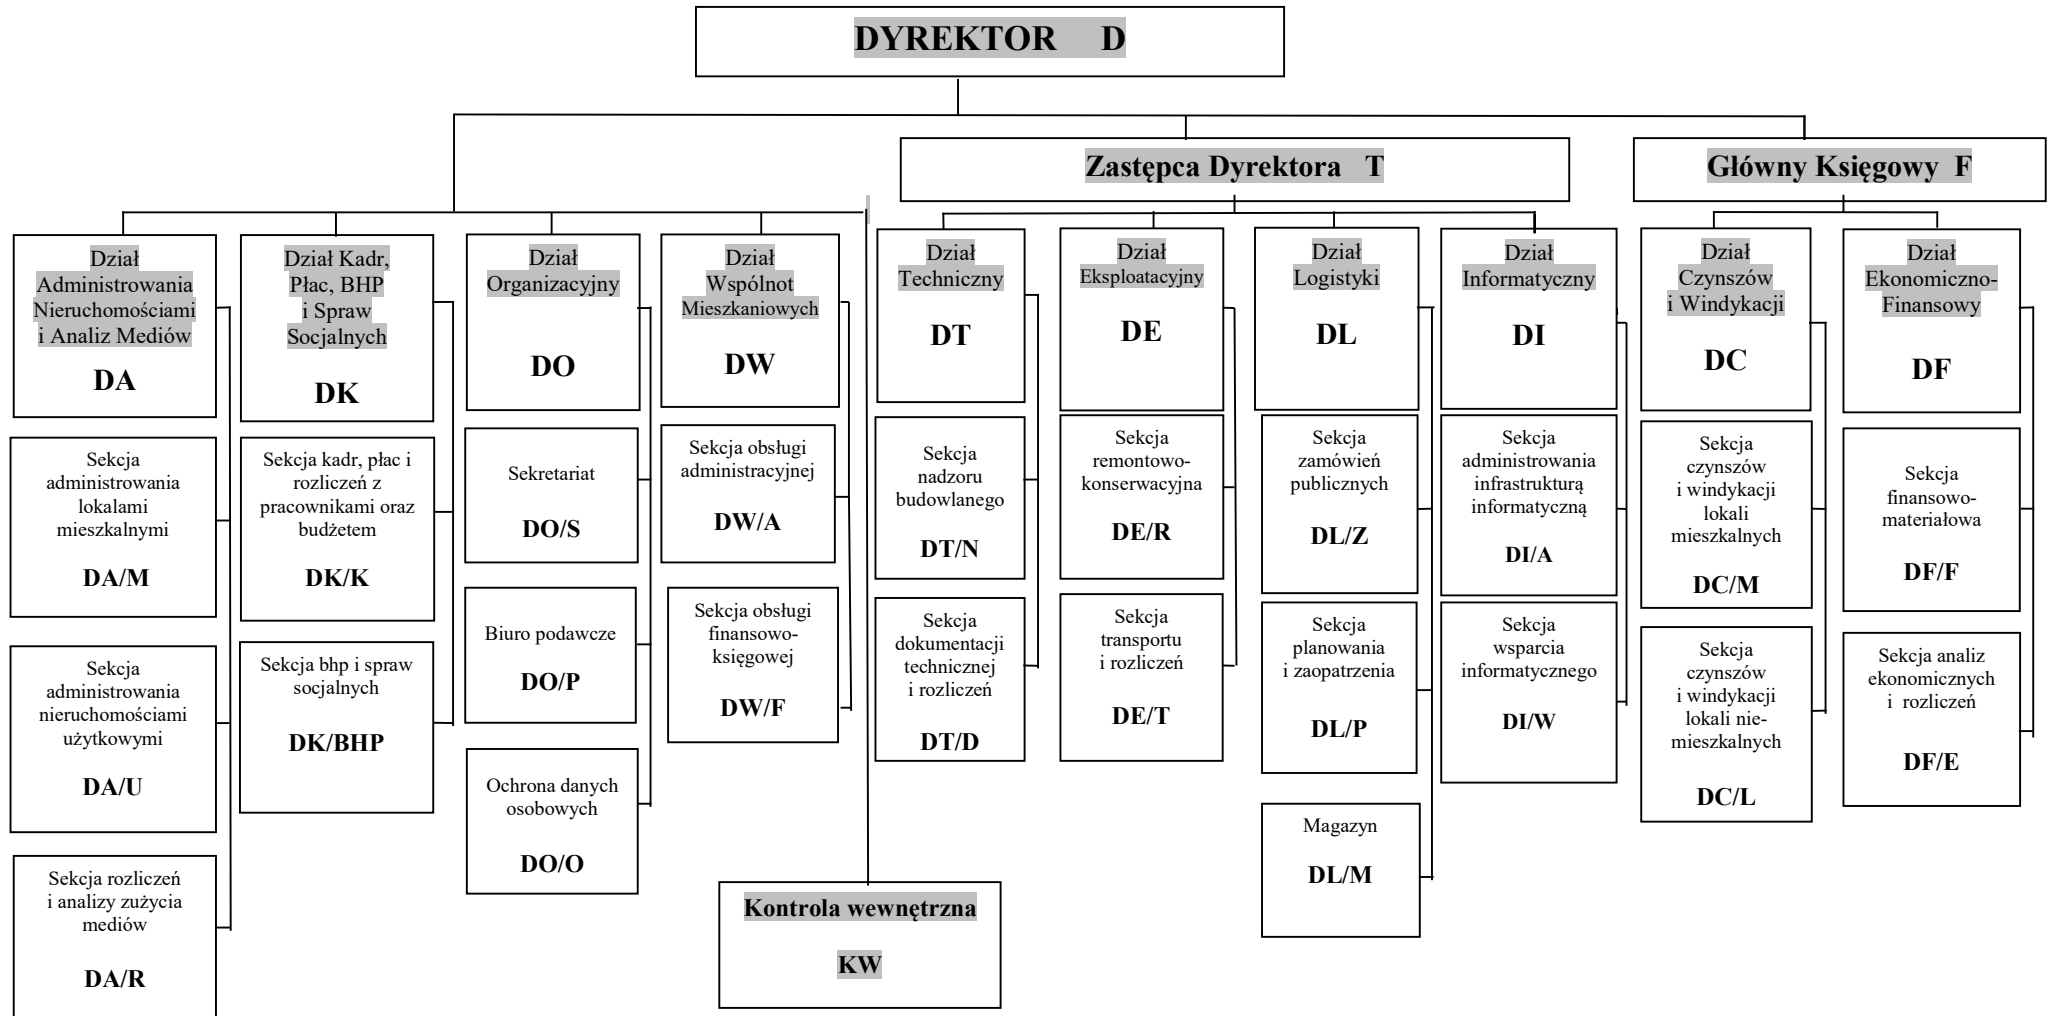 DYREKTOR D
Zastępca Dyrektora T
Główny Księgowy F
Dział
Administrowania
Nieruchomościami
i Analiz Mediów
DA
Dział Kadr,
Płac, BHP
i Spraw
Socjalnych
DK
Dział
Organizacyjny
DO
Dział
Wspólnot
Mieszkaniowych
DW
Dział
Techniczny
DT
Dział
Eksploatacyjny
DE
Dział
Logistyki
DL
Dział
Informatyczny
DI
Dział
Czynszów
i Windykacji
DC
Dział
Ekonomiczno-
Finansowy
DF
Sekcja
administrowania
lokalami
mieszkalnymi
DA/M
Sekcja kadr, płac i
rozliczeń z
pracownikami oraz
budżetem
DK/K
Sekretariat
DO/S
Sekcja obsługi
administracyjnej
DW/A
Sekcja
nadzoru
budowlanego
DT/N
Sekcja
remontowo-
konserwacyjna
DE/R
Sekcja
zamówień
publicznych
DL/Z
Sekcja
administrowania
infrastrukturą
informatyczną
DI/A
Sekcja
czynszów
i windykacji
lokali
mieszkalnych
DC/M
Sekcja
finansowo-
materiałowa
DF/F
Sekcja
administrowania
nieruchomościami
użytkowymi
DA/U
Sekcja bhp i spraw
socjalnych
DK/BHP
Biuro podawcze
DO/P
Sekcja obsługi
finansowo-
księgowej
DW/F
Sekcja
dokumentacji
technicznej
i rozliczeń
DT/D
Sekcja
transportu
i rozliczeń
DE/T
Sekcja
planowania
i zaopatrzenia
DL/P
Sekcja
wsparcia
informatycznego
DI/W
Sekcja
czynszów
i windykacji
lokali nie-
mieszkalnych
DC/L
Sekcja analiz
ekonomicznych
i rozliczeń
DF/E
Sekcja rozliczeń
i analizy zużycia
mediów
DA/R
Ochrona danych
osobowych
DO/O
Kontrola wewnętrzna
KW
Magazyn
DL/M